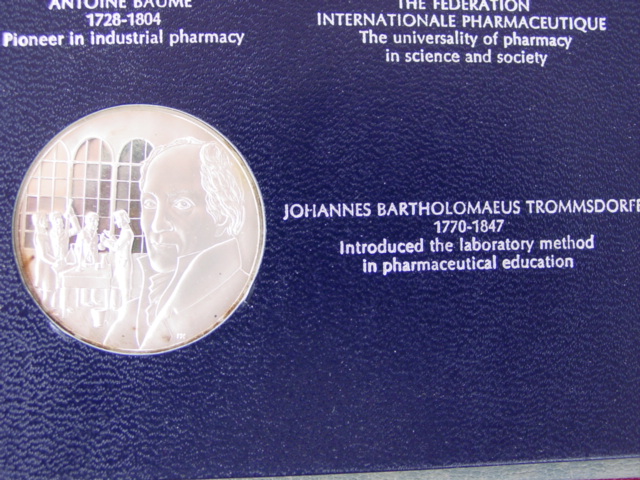 ANTOINE BAUME
1728-1804
Pioneer in industrial pharmacy
THE FEDERATION
INTERNATIONALE PHARMACEUTIQUE
The universality of pharmacy
in science and society
JOHANNES BARTHOLOMAEUS TROMMSDORFF
1770-1847
Introduced the laboratory method
in pharmaceutical education